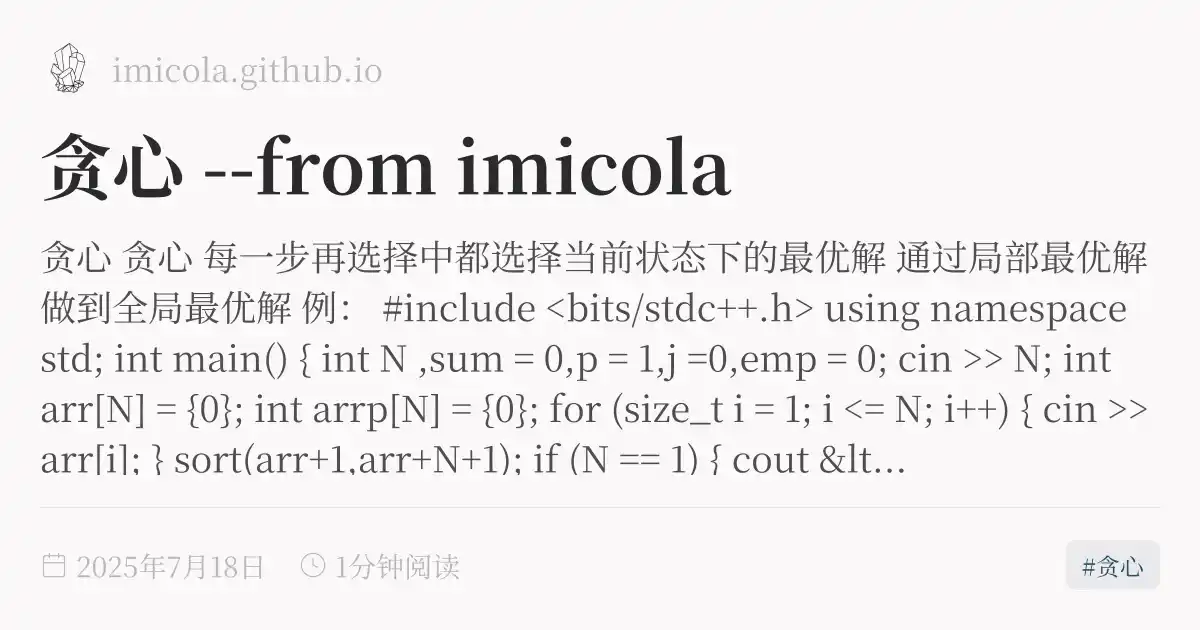 imicola.github.io
贪心 --from imicola
贪心 贪心 每一步再选择中都选择当前状态下的最优解 通过局部最优解
做到全局最优解 例： #include <bits/stdc++.h> using namespace
std; int main() { int N ,sum = 0,p = 1,j =0,emp = 0; cin >> N; int
arr[N] = {0}; int arrp[N] = {0}; for (size_t i = 1; i <= N; i++) { cin >>
arr[i]; } sort(arr+1,arr+N+1); if (N == 1) { cout &lt...
2025年7月18日 1分钟阅读
#贪心